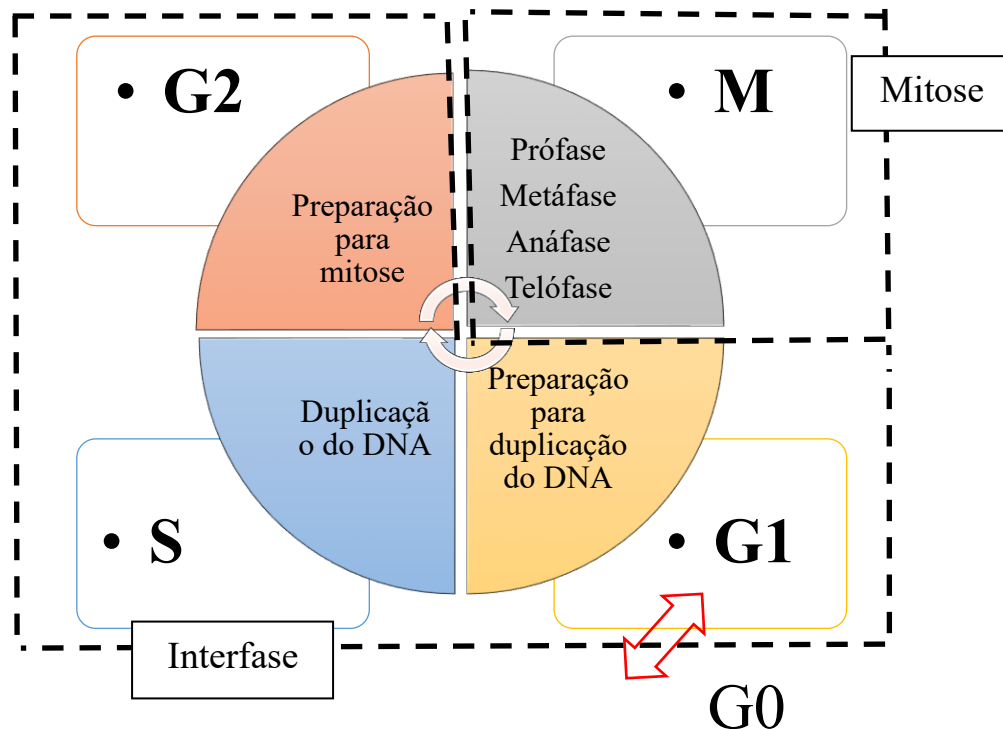 • G2
• M
Mitose
Prófase
Metáfase
Anáfase
Telófase
Preparação
para
mitose
Duplicaçã
o do DNA
Preparação
para
duplicação
do DNA
• S
• G1
Interfase
G0